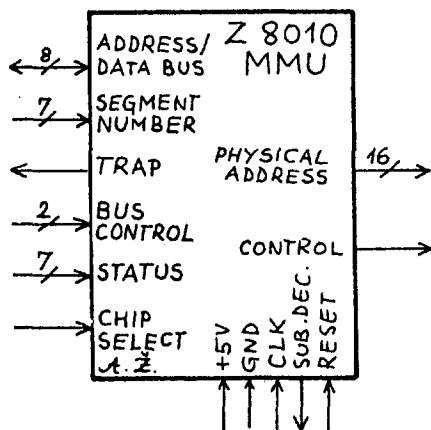 Z 8010
MMU
8
ADDRESS/
DATA BUS
7
SEGMENT
NUMBER
TRAP
2
BUS
CONTROL
7
STATUS
CHIP
SELECT
A. Ž.
PHYSICAL
ADDRESS
16
CONTROL
+5V
GND
CLK
SUB. DEC.
RESET